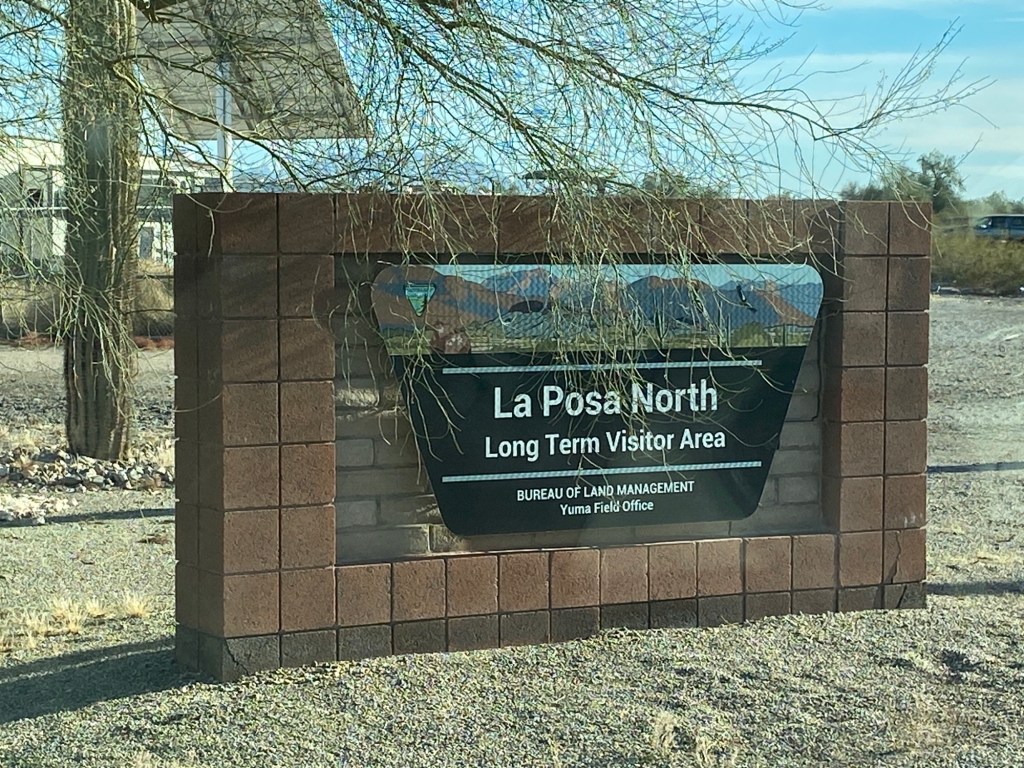 La Posa North
Long Term Visitor Area
BUREAU OF LAND MANAGEMENT
Yuma Field Office